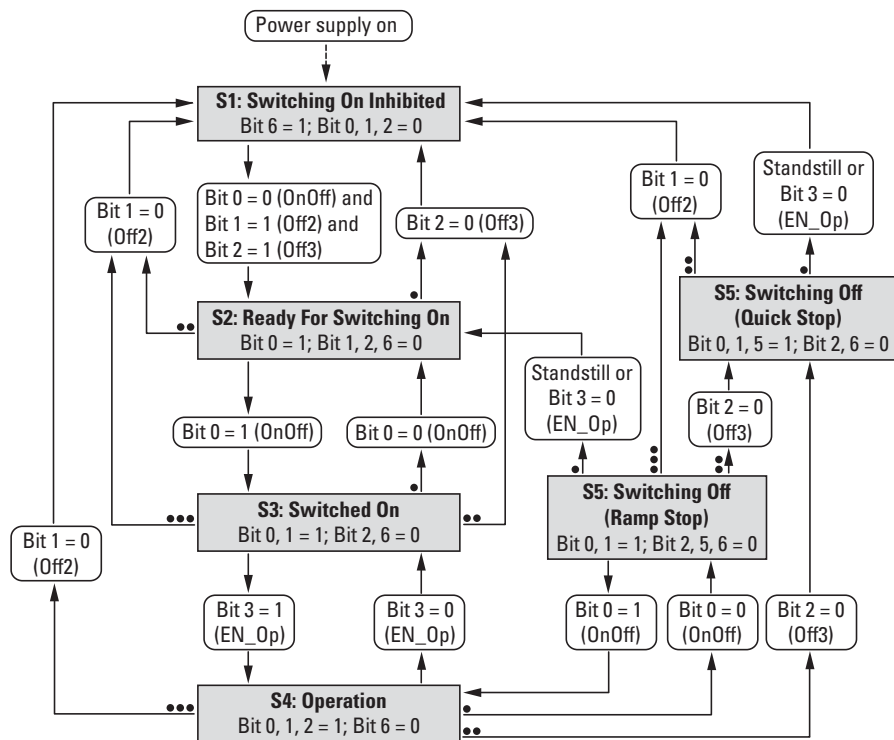 Power supply on
S1: Switching On Inhibited
Bit 6 = 1; Bit 0, 1, 2 = 0
Bit 1 = 0
(Off2)
Bit 0 = 0 (OnOff) and
Bit 1 = 1 (Off2) and
Bit 2 = 1 (Off3)
Bit 2 = 0 (Off3)
Bit 1 = 0
(Off2)
Standstill or
Bit 3 = 0
(EN_Op)
S2: Ready For Switching On
Bit 0 = 1; Bit 1, 2, 6 = 0
S5: Switching Off
(Quick Stop)
Bit 0, 1, 5 = 1; Bit 2, 6 = 0
Bit 0 = 1 (OnOff)
Bit 0 = 0 (OnOff)
Standstill or
Bit 3 = 0
(EN_Op)
Bit 2 = 0
(Off3)
S3: Switched On
Bit 0, 1 = 1; Bit 2, 6 = 0
S5: Switching Off
(Ramp Stop)
Bit 0, 1 = 1; Bit 2, 5, 6 = 0
Bit 1 = 0
(Off2)
Bit 3 = 1
(EN_Op)
Bit 3 = 0
(EN_Op)
Bit 0 = 1
(OnOff)
Bit 0 = 0
(OnOff)
Bit 2 = 0
(Off3)
S4: Operation
Bit 0, 1, 2 = 1; Bit 6 = 0